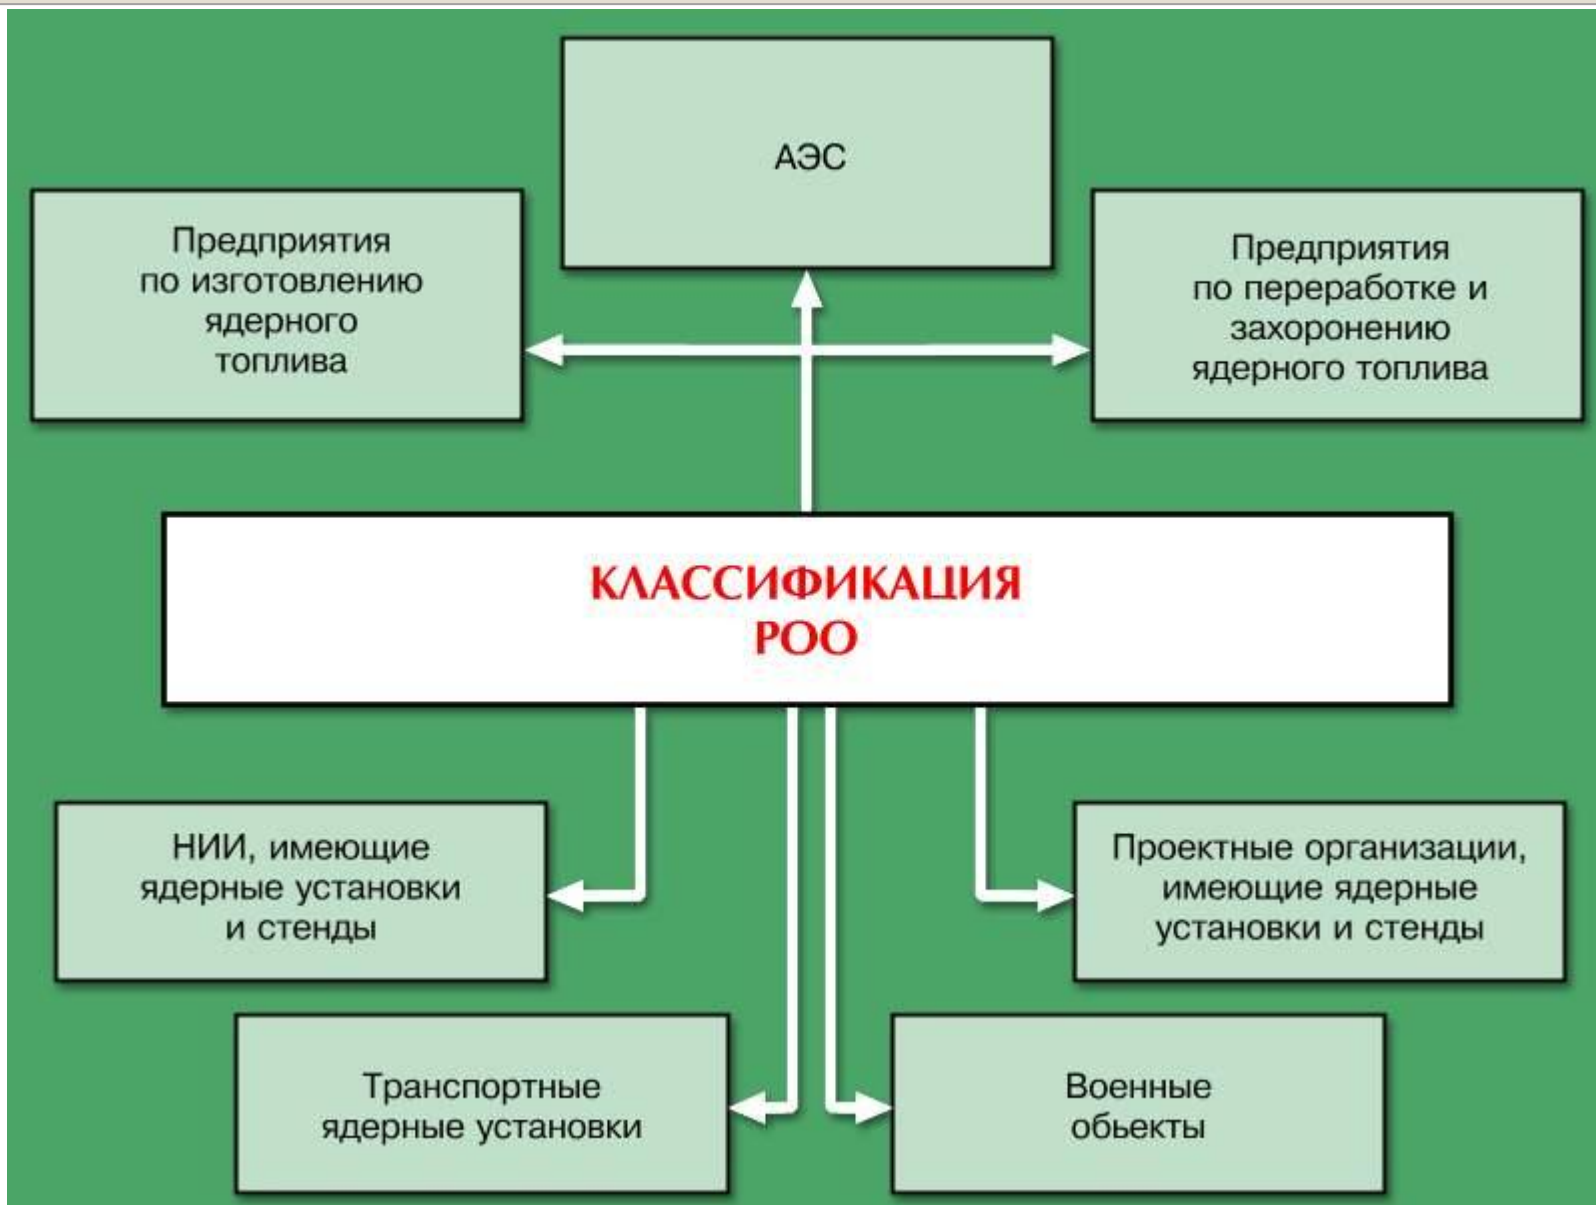 АЭС
Предприятия
по изготовлению
ядерного
топлива
Предприятия
по переработке и
захоронению
ядерного топлива
КЛАССИФИКАЦИЯ
РОО
НИИ, имеющие
ядерные установки
и стенды
Проектные организации,
имеющие ядерные
установки и стенды
Транспортные
ядерные установки
Военные
обьекты